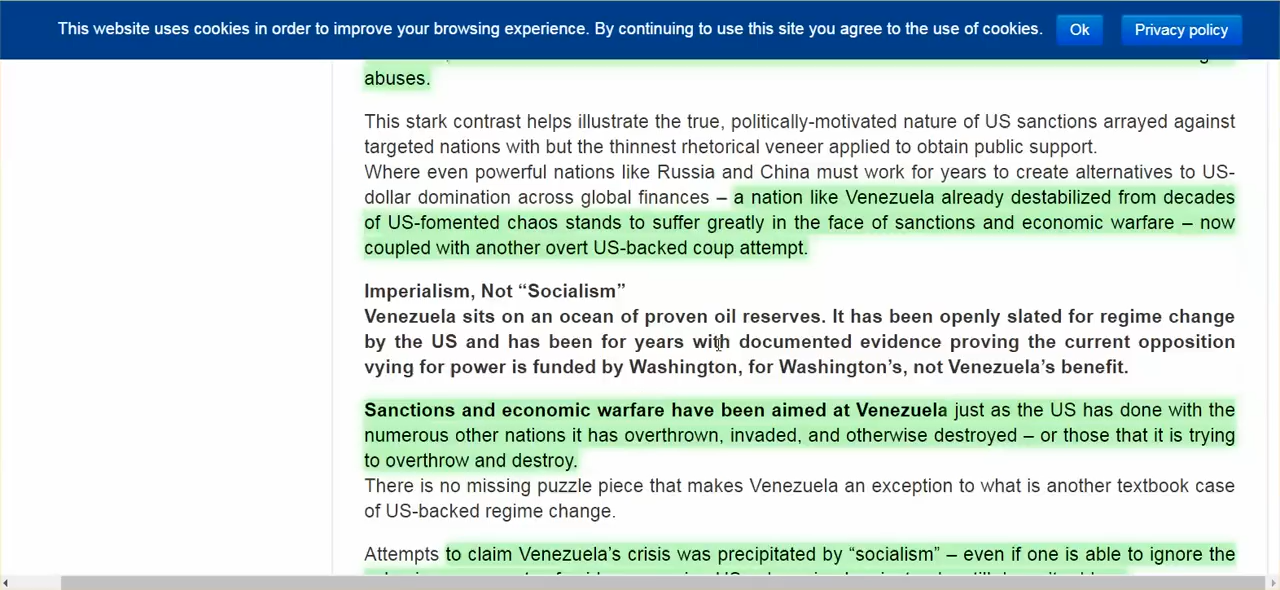 This website uses cookies in order to improve your browsing experience. By continuing to use this site you agree to the use of cookies. Ok Privacy policy
abuses.
This stark contrast helps illustrate the true, politically-motivated nature of US sanctions arrayed against
targeted nations with but the thinnest rhetorical veneer applied to obtain public support.
Where even powerful nations like Russia and China must work for years to create alternatives to US-
dollar domination across global finances – a nation like Venezuela already destabilized from decades
of US-fomented chaos stands to suffer greatly in the face of sanctions and economic warfare – now
coupled with another overt US-backed coup attempt.
Imperialism, Not “Socialism”
Venezuela sits on an ocean of proven oil reserves. It has been openly slated for regime change
by the US and has been for years with documented evidence proving the current opposition
vying for power is funded by Washington, for Washington’s, not Venezuela’s benefit.
Sanctions and economic warfare have been aimed at Venezuela just as the US has done with the
numerous other nations it has overthrown, invaded, and otherwise destroyed – or those that it is trying
to overthrow and destroy.
There is no missing puzzle piece that makes Venezuela an exception to what is another textbook case
of US-backed regime change.
Attempts to claim Venezuela’s crisis was precipitated by “socialism” – even if one is able to ignore the